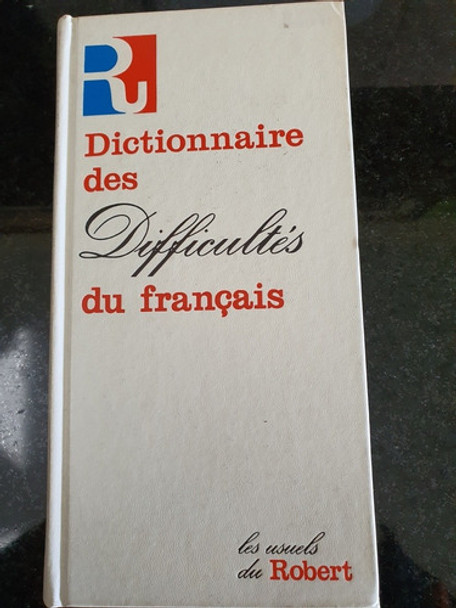 Ru
Dictionnaire
des
Difficultés
du français
les usuels
du Robert